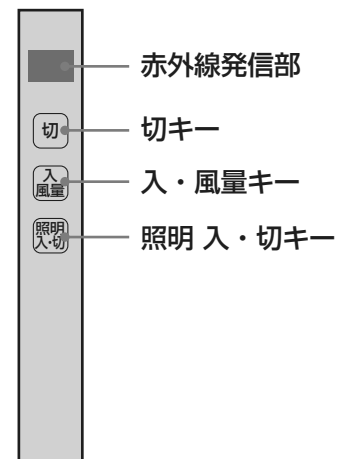 赤外線発信部
切
切キー
入
風量
入・風量キー
照明
入・切
照明 入・切キー